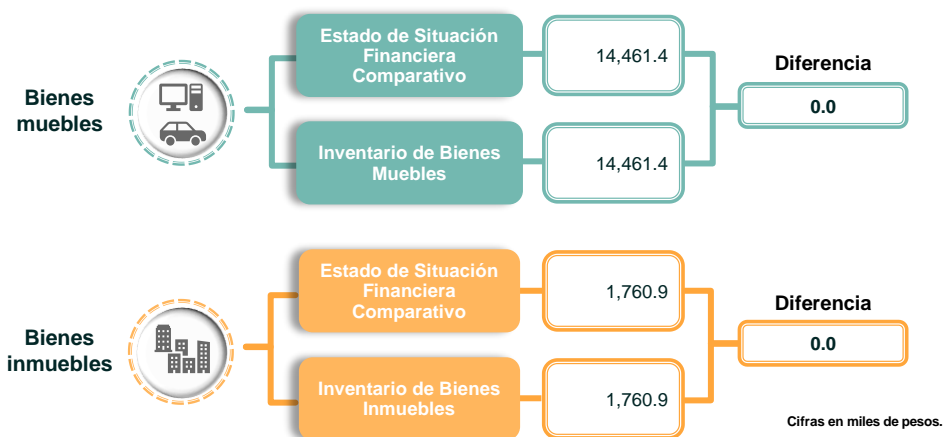 Bienes
muebles
Estado de Situación
Financiera
Comparativo
14,461.4
Inventario de Bienes
Muebles
14,461.4
Diferencia
0.0
Bienes
inmuebles
Estado de Situación
Financiera
Comparativo
1,760.9
Inventario de Bienes
Inmuebles
1,760.9
Diferencia
0.0
Cifras en miles de pesos.